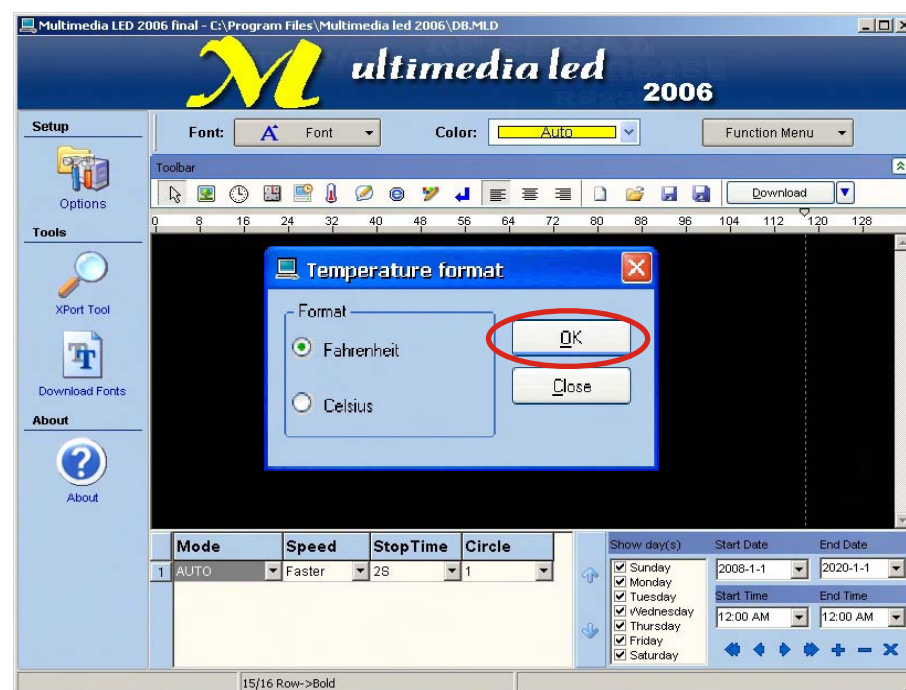 Multimedia LED 2006 final - C:\Program Files\Multimedia led 2006\DB.MLD
Multimedia led
2006
Setup
Font: A Font Color: Auto Function Menu
Toolbar
Options
Download
0 8 16 24 32 40 48 56 64 72 80 88 96 104 112 120 128
Tools
XPort Tool
Download Fonts
About
About
Temperature format
Format
Fahrenheit
Celsius
OK
Close
Mode Speed StopTime Circle
1 AUTO Faster 2S 1
Show day(s)
Sunday
Monday
Tuesday
Wednesday
Thursday
Friday
Saturday
Start Date End Date
2008-1-1 2020-1-1
Start Time End Time
12:00 AM 12:00 AM
15/16 Row->Bold